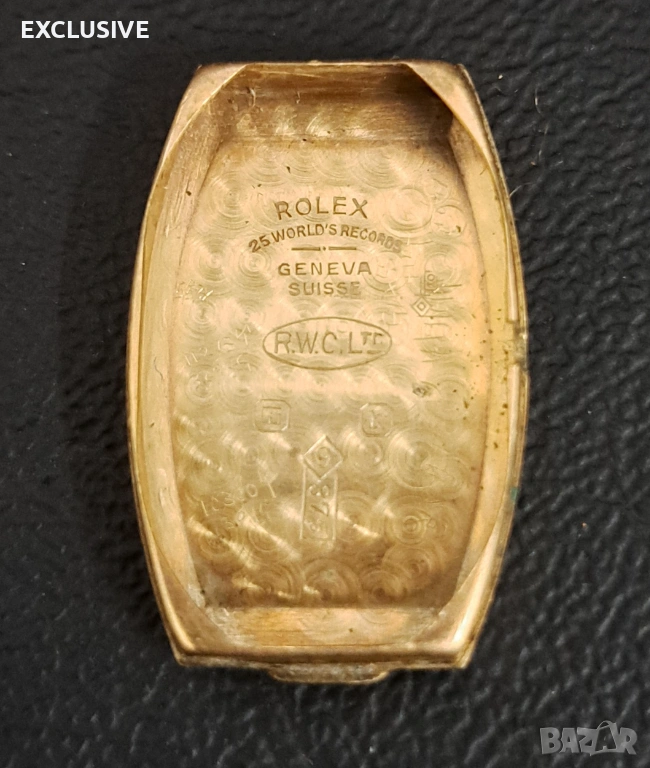 EXCLUSIVE
ROLEX
25 WORLD'S RECORDS
GENEVA
SUISSE
R.W.C. LTD
BAZAR